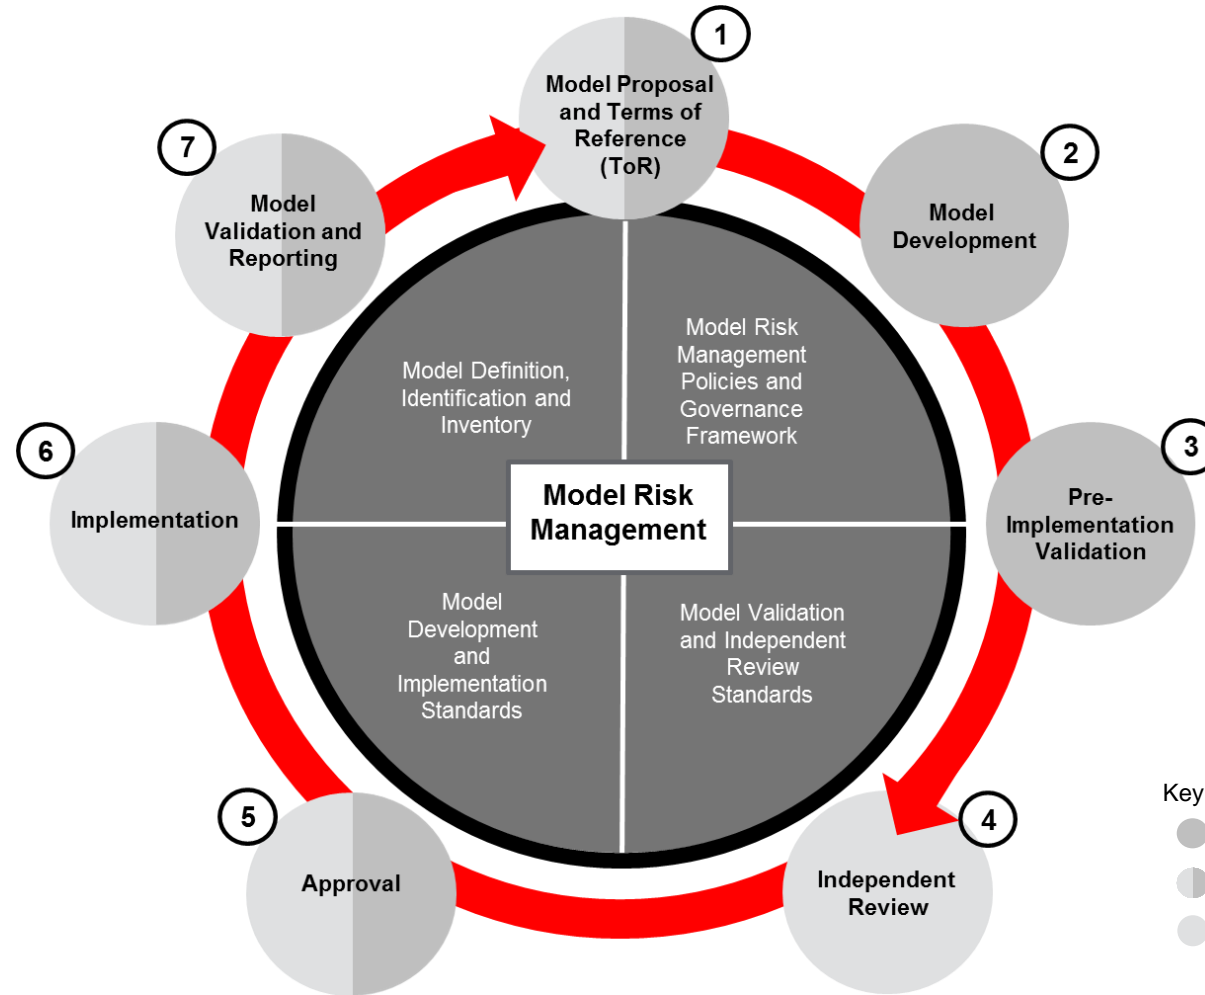 1
Model Proposal
and Terms of
Reference
(ToR)
2
Model
Development
3
Pre-
Implementation
Validation
4
Independent
Review
5
Approval
6
Implementation
7
Model
Validation and
Reporting
Model Definition,
Identification and
Inventory
Model Risk
Management
Policies and
Governance
Framework
Model Risk
Management
Model
Development
and
Implementation
Standards
Model Validation
and Independent
Review
Standards
Key